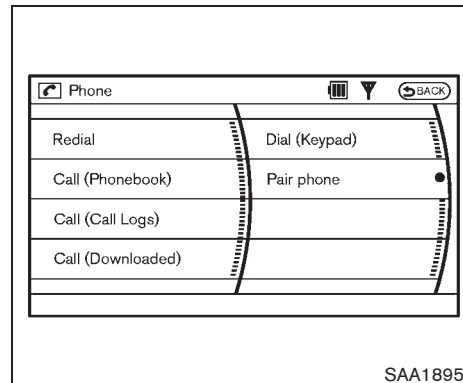 Phone
BACK
Redial
Dial (Keypad)
Call (Phonebook)
Pair phone
Call (Call Logs)
Call (Downloaded)
SAA1895